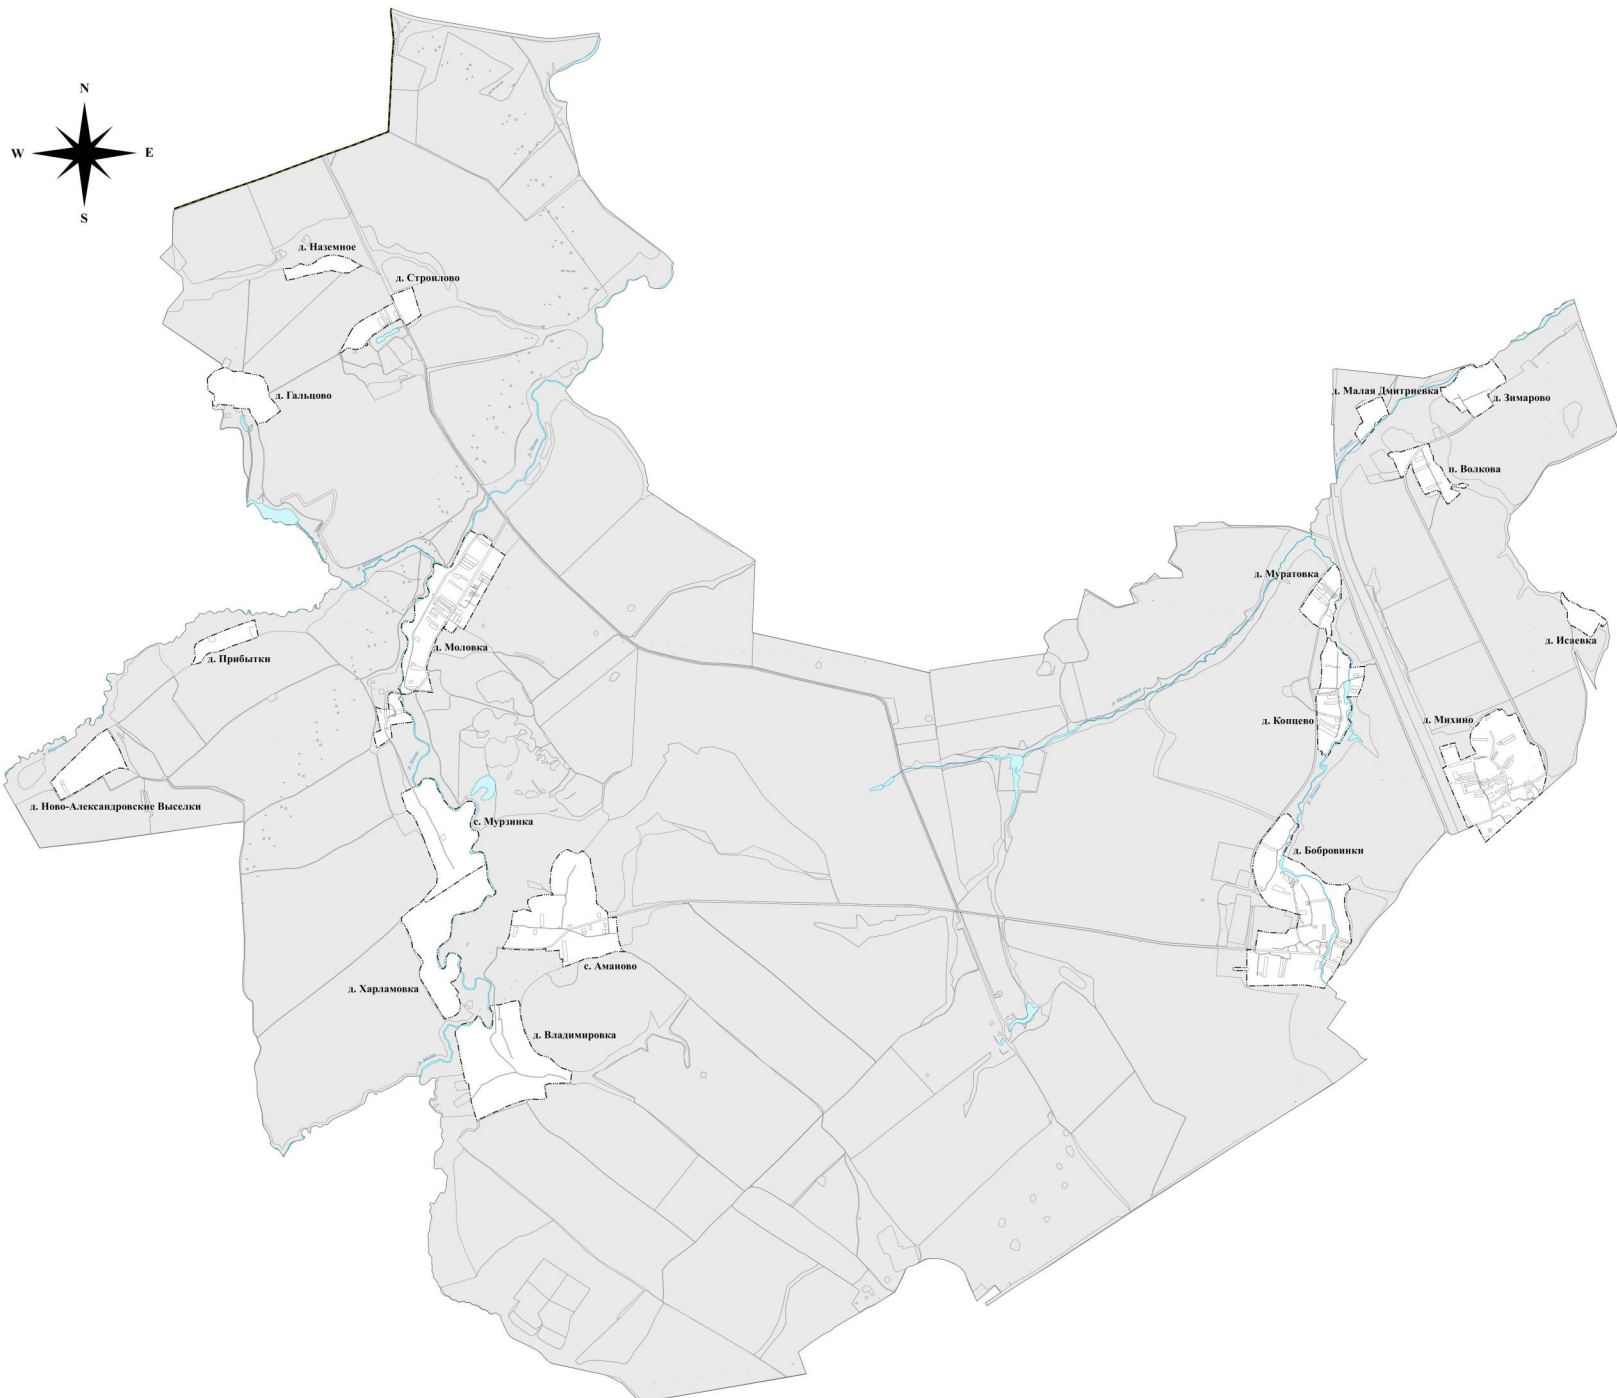 N
W
E
S
д. Наземное
д. Строилово
д. Гальцово
д. Малая Дмитриевка
д. Зимарово
п. Волкова
д. Муратовка
д. Исаевка
д. Моловка
д. Прибытки
д. Копцево
д. Михино
д. Ново-Александровские Выселки
с. Мурзинка
д. Бобровинки
с. Аманово
д. Харламовка
д. Владимировка